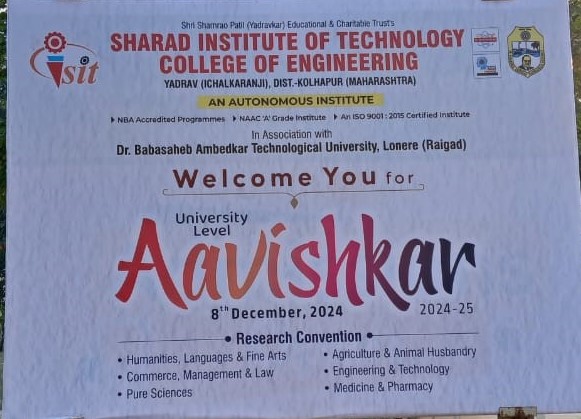 Shri Shamrao Patil (Yadravkar) Educational & Charitable Trust's
SHARAD INSTITUTE OF TECHNOLOGY
COLLEGE OF ENGINEERING
sit
YADRAV (ICHALKARANJI), DIST.-KOLHAPUR (MAHARASHTRA)
AN AUTONOMOUS INSTITUTE
NBA Accredited Programmes NAAC 'A' Grade Institute An ISO 9001 : 2015 Certified Institute
In Association with
Dr. Babasaheb Ambedkar Technological University, Lonere (Raigad)
Welcome You for
University
Level
Aavishkar
8th December, 2024
2024-25
• Research Convention •
• Humanities, Languages & Fine Arts
• Commerce, Management & Law
• Pure Sciences
• Agriculture & Animal Husbandry
• Engineering & Technology
• Medicine & Pharmacy